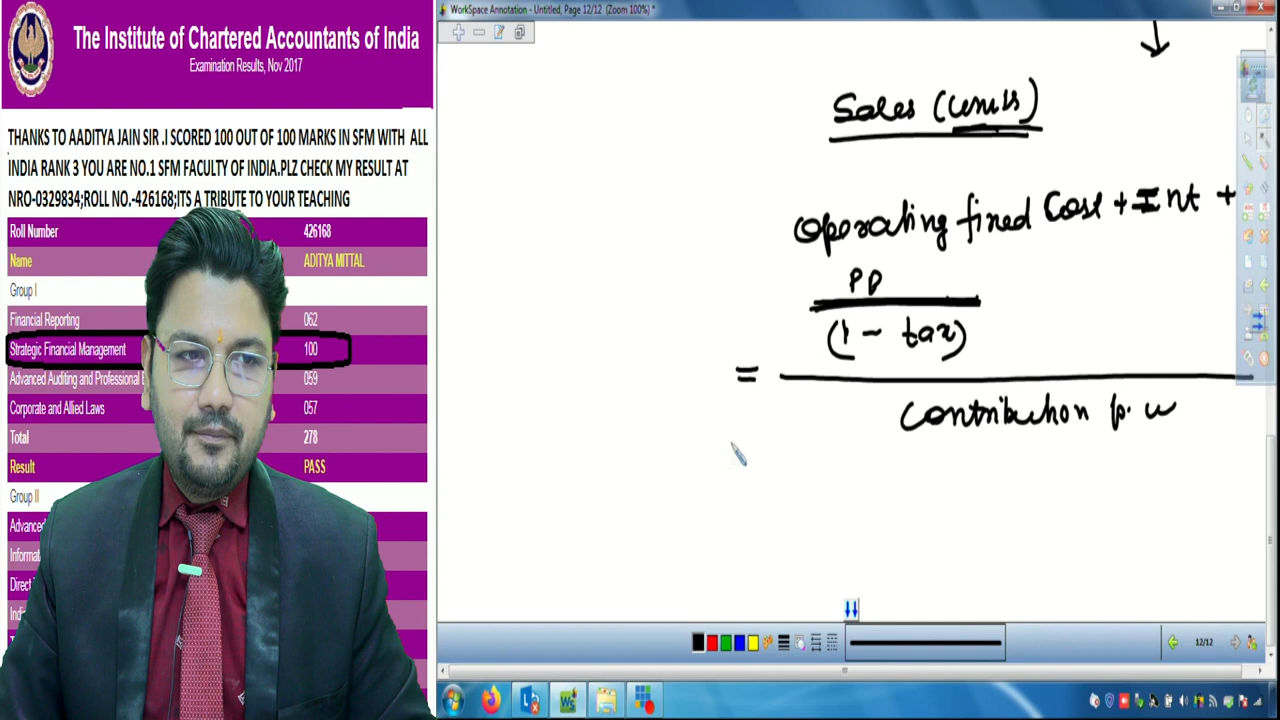 The Institute of Chartered Accountants of India
Examination Results, Nov 2017
THANKS TO AADITYA JAIN SIR .I SCORED 100 OUT OF 100 MARKS IN SFM WITH ALL
INDIA RANK 3 YOU ARE NO.1 SFM FACULTY OF INDIA.PLZ CHECK MY RESULT AT
NRO-0329834;ROLL NO.-426168;ITS A TRIBUTE TO YOUR TEACHING
Roll Number 426168
Name ADITYA MITTAL
Group I
Financial Reporting 062
Strategic Financial Management 100
Advanced Auditing and Professional 059
Corporate and Allied Laws 057
Total 278
Result PASS
Group II
WorkSpace Annotation - Untitled, Page 12/12 (Zoom 100%) *
Sales (units)
Operating fixed Cost + Int +
PD
(1 - tax)
=
Contribution p. u
12/12